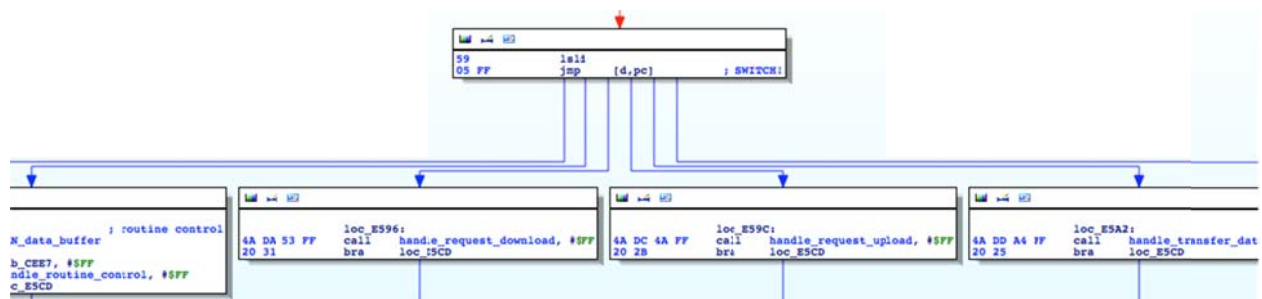 59 lsld
05 FF jmp [d,pc] ; SWITCH!
; routine control
N_data_buffer
b_CEE7, #$FF
ndle_routine_control, #$FF
c_E5CD
loc_E596:
4A DA 53 FF call handle_request_download, #$FF
20 31 bra loc_E5CD
loc_E59C:
4A DC 4A FF call handle_request_upload, #$FF
20 2B bra loc_E5CD
loc_E5A2:
4A DD A4 FF call handle_transfer_dat
20 25 bra loc_E5CD